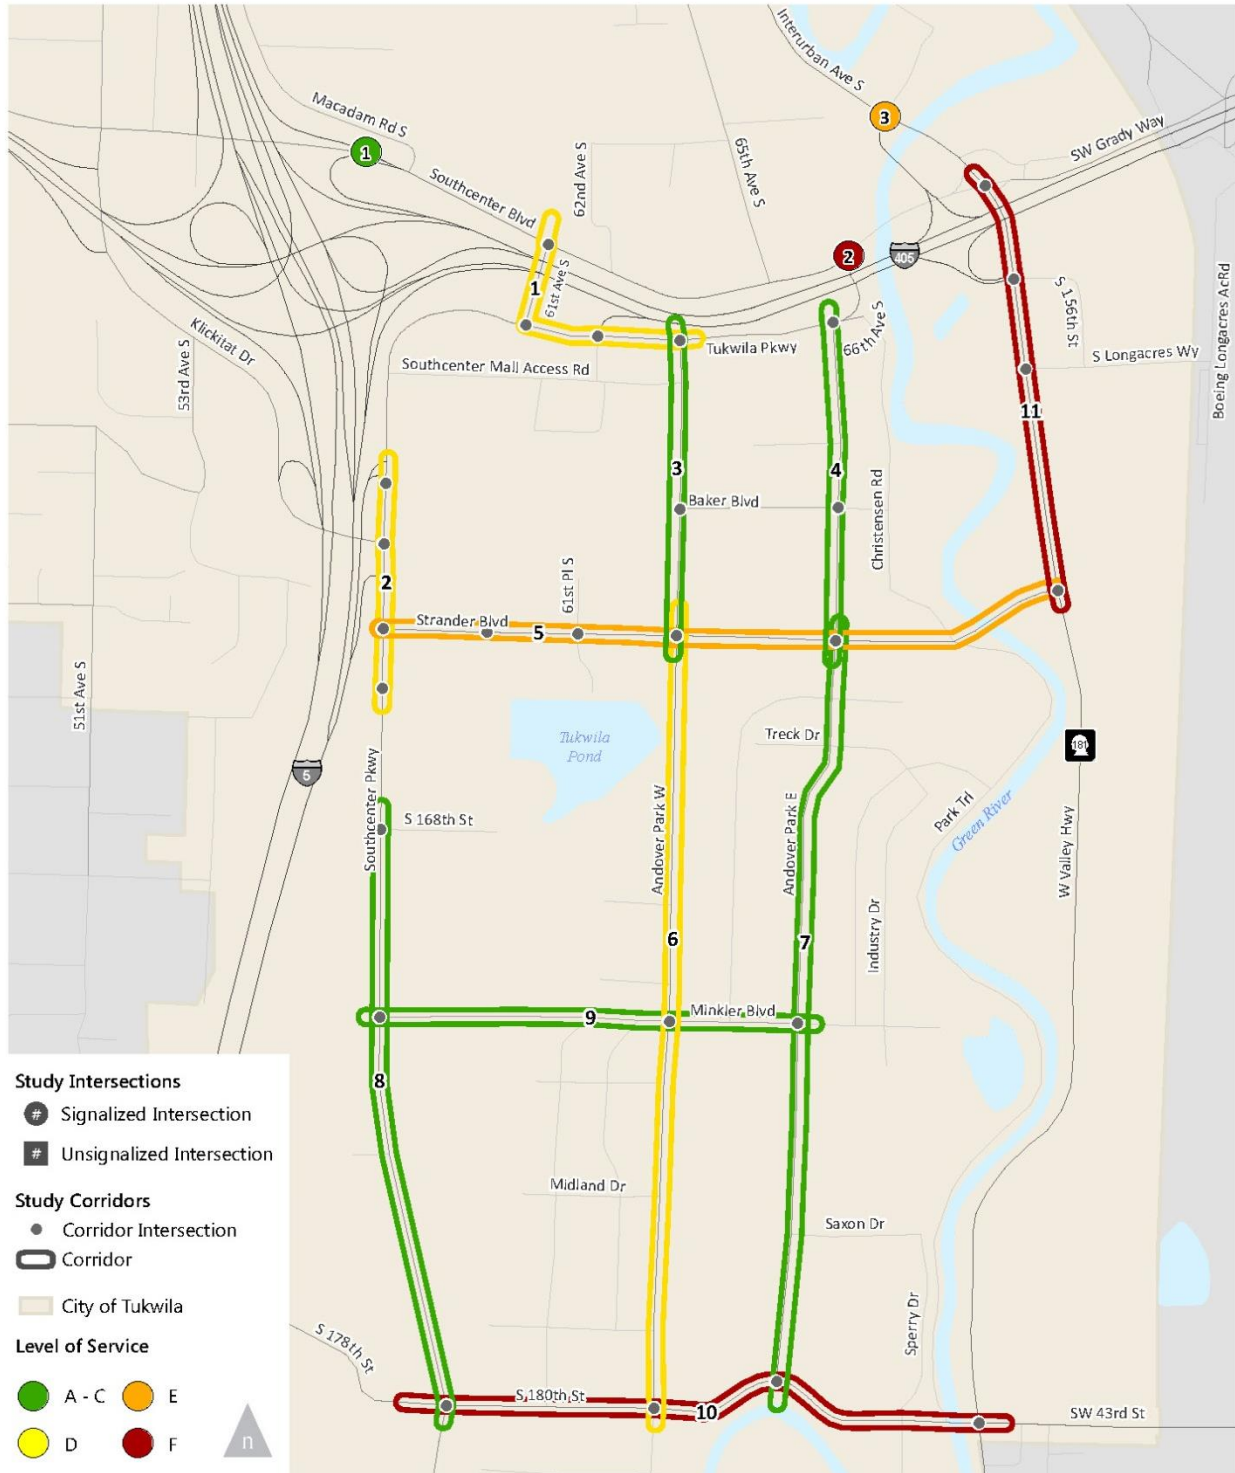 Interurban Ave S
3
Macadam Rd S
1
SW Grady Way
65th Ave S
62nd Ave S
Southcenter Blvd
2
405
S 156th St
Boeing Longacres AcRd
1
61st Ave S
66th Ave S
Tukwila Pkwy
S Longacres Wy
Klickitat Dr
53rd Ave S
Southcenter Mall Access Rd
11
3
4
Baker Blvd
Christensen Rd
2
61st Pl S
Strander Blvd
5
51st Ave S
Treck Dr
Tukwila
Pond
181
5
Southcenter Pkwy
S 168th St
Andover Park W
Andover Park E
Park Trl
Green River
W Valley Hwy
Industry Dr
6
7
Minkler Blvd
9
8
Midland Dr
Saxon Dr
Sperry Dr
S 178th St
S 180th St
10
SW 43rd St
Study Intersections
# Signalized Intersection
# Unsignalized Intersection
Study Corridors
Corridor Intersection
Corridor
City of Tukwila
Level of Service
A - C
E
D
F
n